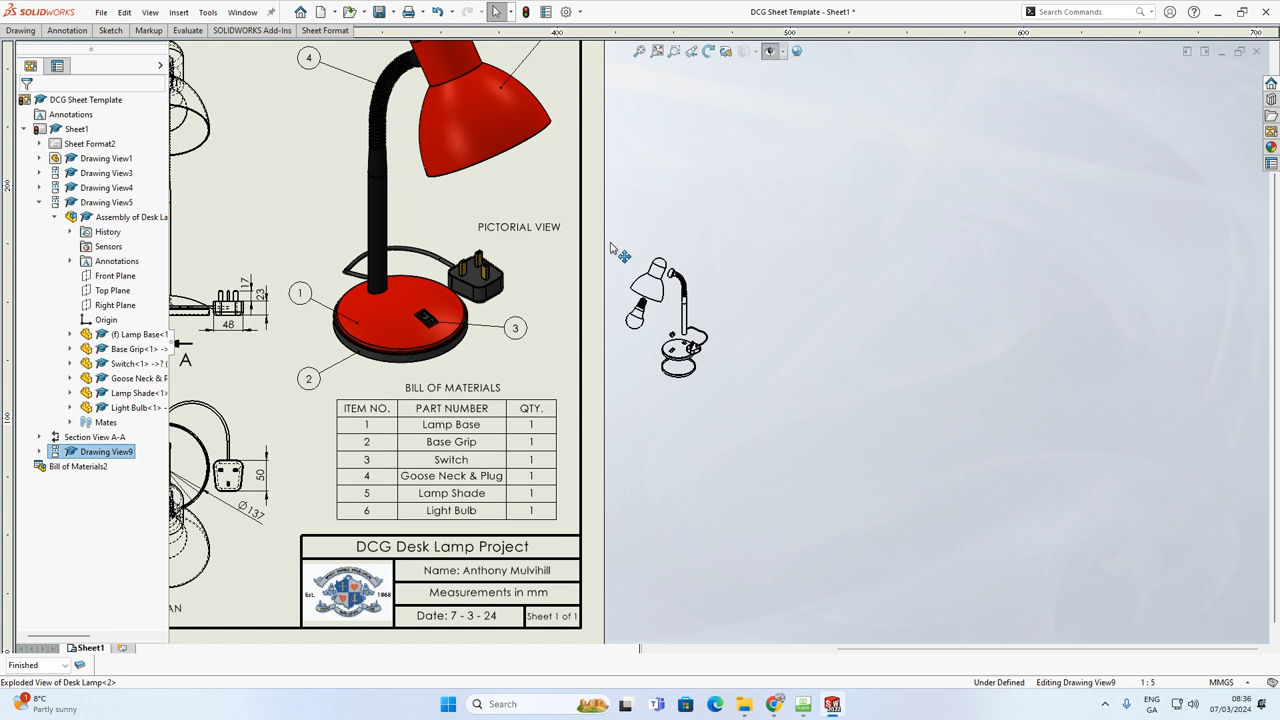 SOLIDWORKS
File
Edit
View
Insert
Tools
Window
DCG Sheet Template - Sheet1 *
Search Commands
Drawing
Annotation
Sketch
Markup
Evaluate
SOLIDWORKS Add-Ins
Sheet Format
400
500
600
700
DCG Sheet Template
Annotations
Sheet1
Sheet Format2
Drawing View1
Drawing View3
Drawing View4
Drawing View5
Assembly of Desk La
History
Sensors
Annotations
Front Plane
Top Plane
Right Plane
Origin
(f) Lamp Base<1
Base Grip<1> ->
Switch<1> ->? (
Goose Neck & P
Lamp Shade<1>
Light Bulb<1> -
Mates
Section View A-A
Drawing View9
Bill of Materials2
200
100
4
PICTORIAL VIEW
1
3
2
17
23
48
A
50
Ø137
AN
BILL OF MATERIALS
ITEM NO. PART NUMBER QTY.
1 Lamp Base 1
2 Base Grip 1
3 Switch 1
4 Goose Neck & Plug 1
5 Lamp Shade 1
6 Light Bulb 1
DCG Desk Lamp Project
Est. 1868
Name: Anthony Mulvihill
Measurements in mm
Date: 7 - 3 - 24
Sheet 1 of 1
Sheet1
Finished
Exploded View of Desk Lamp<2>
Under Defined
Editing Drawing View9
1 : 5
MMGS
8°C
Partly sunny
Search
ENG
GA
08:36
07/03/2024